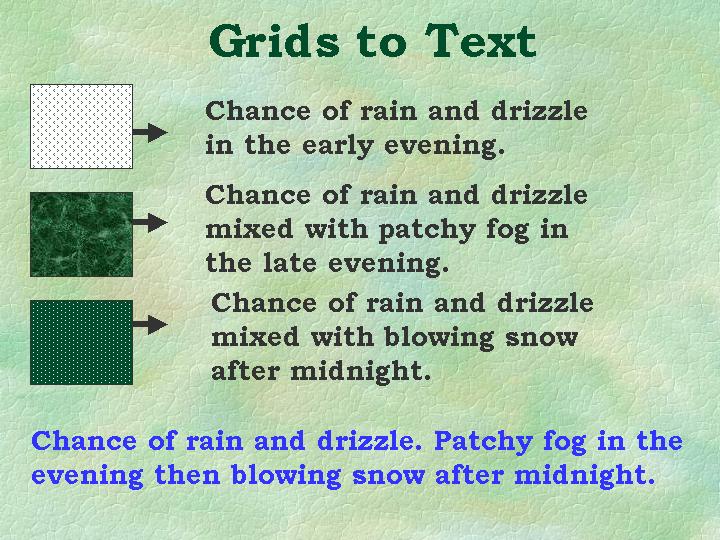 Grids to Text
Chance of rain and drizzle
in the early evening.
Chance of rain and drizzle
mixed with patchy fog in
the late evening.
Chance of rain and drizzle
mixed with blowing snow
after midnight.
Chance of rain and drizzle. Patchy fog in the
evening then blowing snow after midnight.